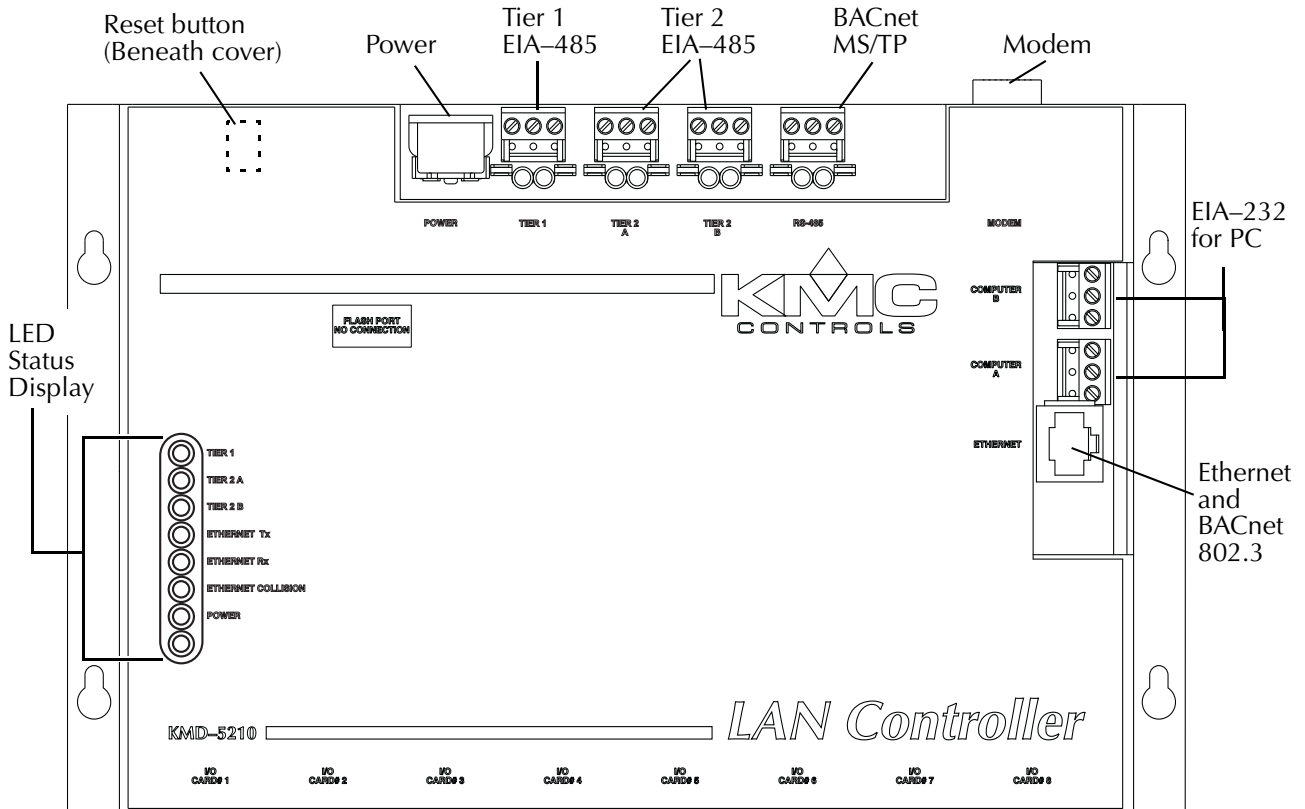 Reset button
(Beneath cover)
Power
Tier 1
EIA–485
Tier 2
EIA–485
BACnet
MS/TP
Modem
POWER
TIER 1
TIER 2
A
TIER 2
B
RS-485
MODEM
EIA–232
for PC
FLASH PORT
NO CONNECTION
KMC
CONTROLS
COMPUTER
B
COMPUTER
A
ETHERNET
LED
Status
Display
TIER 1
TIER 2 A
TIER 2 B
ETHERNET Tx
ETHERNET Rx
ETHERNET COLLISION
POWER
Ethernet
and
BACnet
802.3
KMD–5210
LAN Controller
I/O
CARD# 1
I/O
CARD# 2
I/O
CARD# 3
I/O
CARD# 4
I/O
CARD# 5
I/O
CARD# 6
I/O
CARD# 7
I/O
CARD# 8